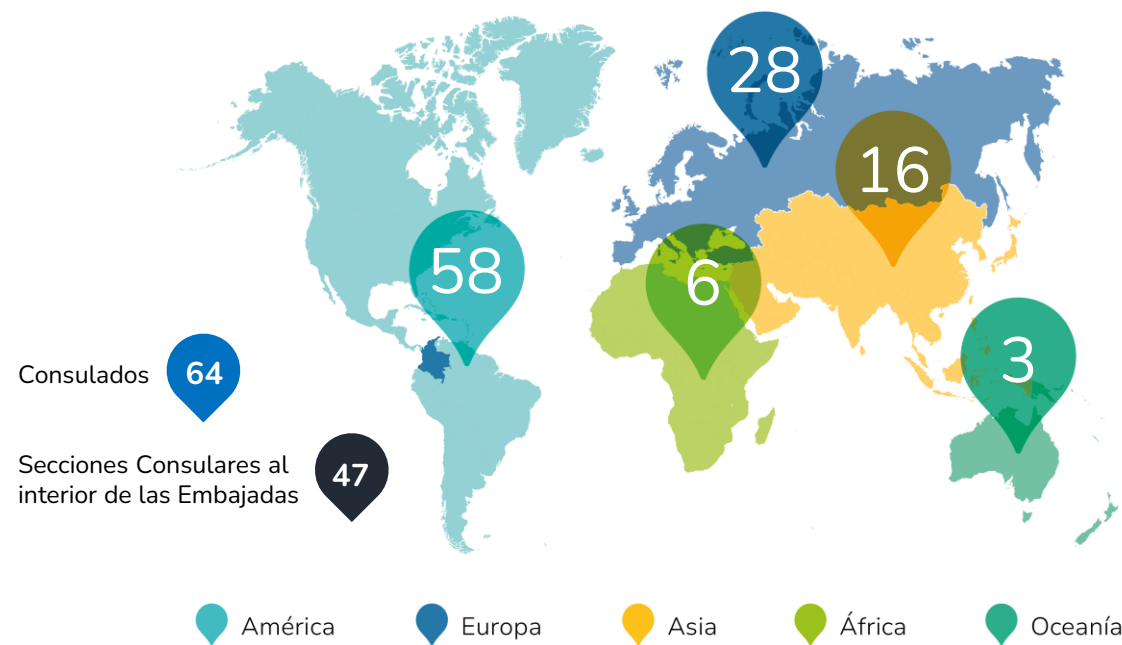 28
16
58
6
3
Consulados 64
Secciones Consulares al
interior de las Embajadas 47
América Europa Asia África Oceanía